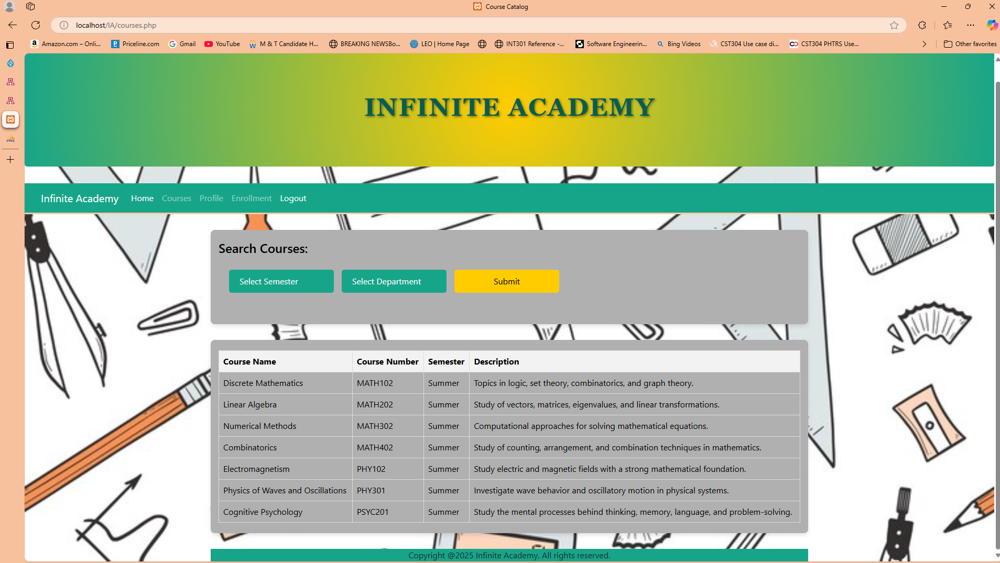 Course Catalog
localhost/IA/courses.php
Amazon.com – Onli... Priceline.com Gmail YouTube M & T Candidate H... BREAKING NEWSBo... LEO | Home Page INT301 Reference -... Software Engineerin... Bing Videos CST304 Use case di... CST304 PHTRS Use... Other favorites
INFINITE ACADEMY
Infinite Academy Home Courses Profile Enrollment Logout
Search Courses:
Select Semester Select Department Submit
Course Name Course Number Semester Description
Discrete Mathematics MATH102 Summer Topics in logic, set theory, combinatorics, and graph theory.
Linear Algebra MATH202 Summer Study of vectors, matrices, eigenvalues, and linear transformations.
Numerical Methods MATH302 Summer Computational approaches for solving mathematical equations.
Combinatorics MATH402 Summer Study of counting, arrangement, and combination techniques in mathematics.
Electromagnetism PHY102 Summer Study electric and magnetic fields with a strong mathematical foundation.
Physics of Waves and Oscillations PHY301 Summer Investigate wave behavior and oscillatory motion in physical systems.
Cognitive Psychology PSYC201 Summer Study the mental processes behind thinking, memory, language, and problem-solving.
Copyright @2025 Infinite Academy. All rights reserved.
PMA